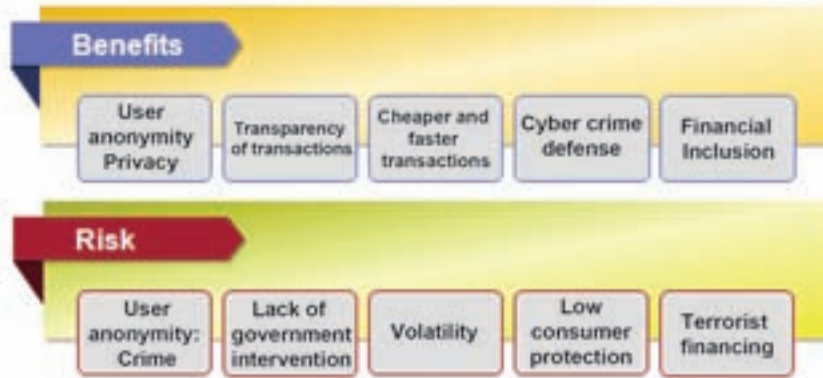 Benefits
User
anonymity
Privacy
Transparency
of transactions
Cheaper and
faster
transactions
Cyber crime
defense
Financial
Inclusion
Risk
User
anonymity:
Crime
Lack of
government
intervention
Volatility
Low
consumer
protection
Terrorist
financing